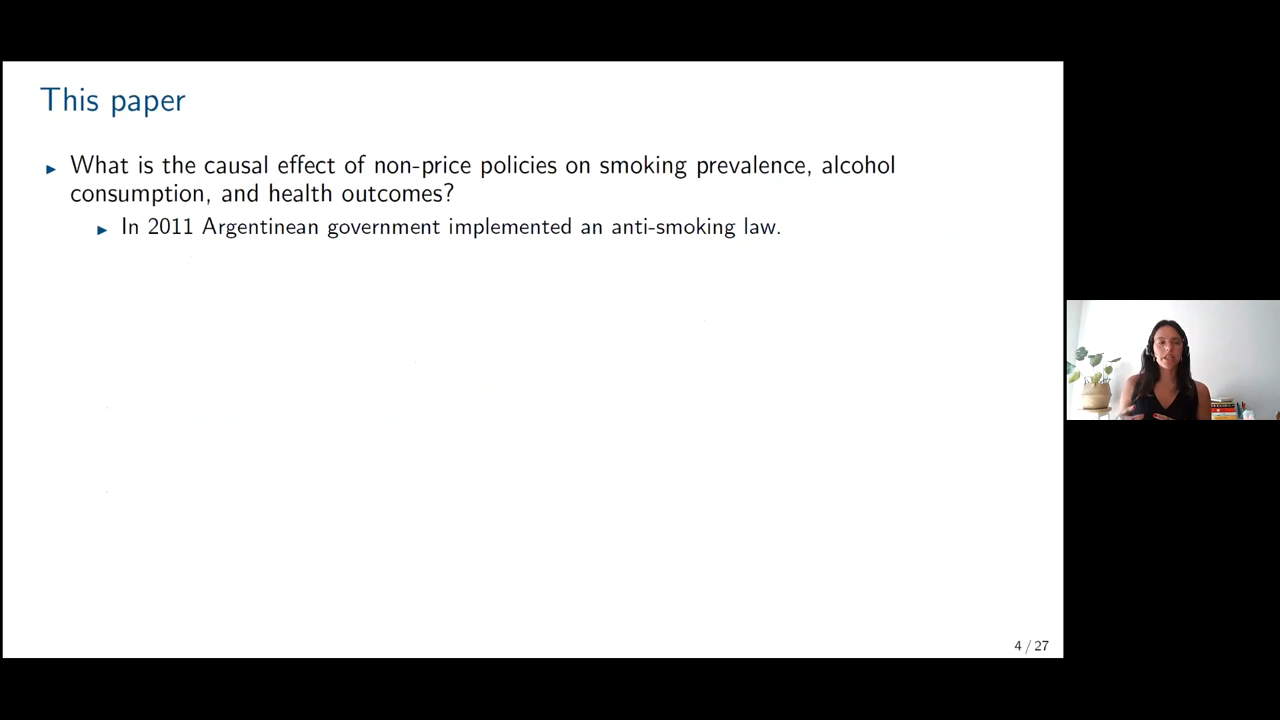 This paper
What is the causal effect of non-price policies on smoking prevalence, alcohol
consumption, and health outcomes?
In 2011 Argentinean government implemented an anti-smoking law.
4 / 27